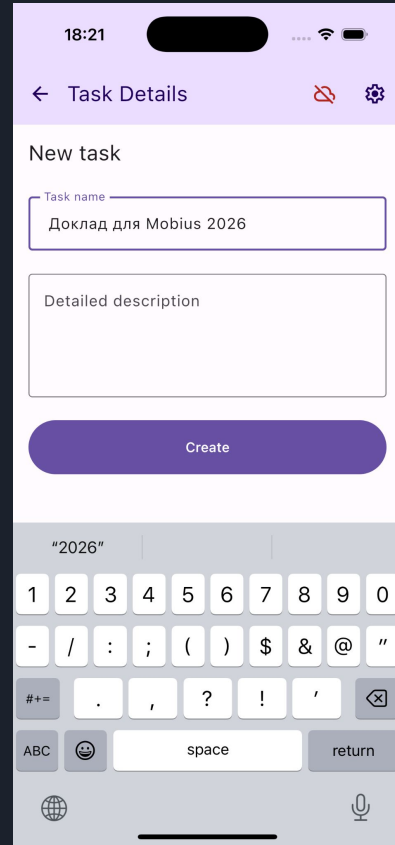 18:21
Task Details
New task
Task name
Доклад для Mobius 2026
Detailed description
Create
“2026”
1 2 3 4 5 6 7 8 9 0
- / : ; ( ) $ & @ "
#+= . , ? ! ’
ABC space return